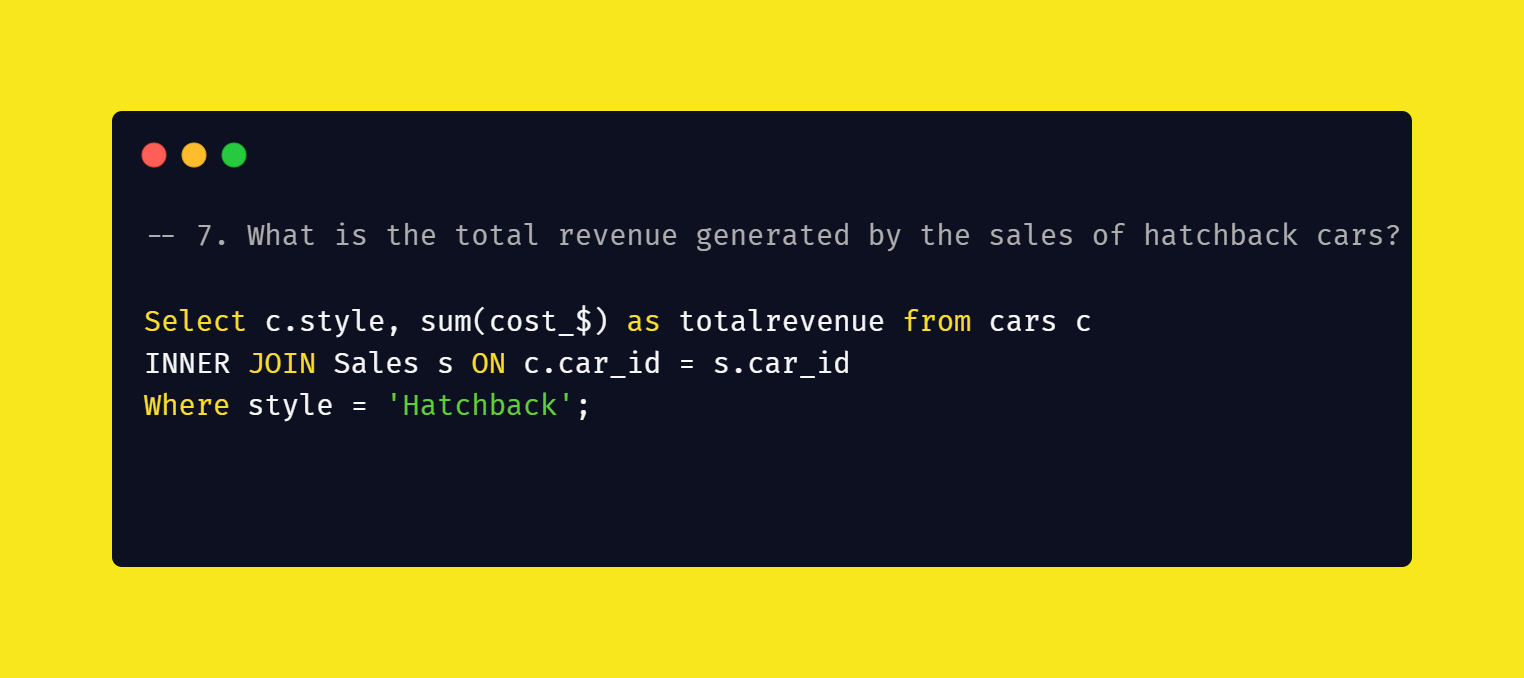 -- 7. What is the total revenue generated by the sales of hatchback cars?
Select c.style, sum(cost_$) as totalrevenue from cars c
INNER JOIN Sales s ON c.car_id = s.car_id
Where style = 'Hatchback';